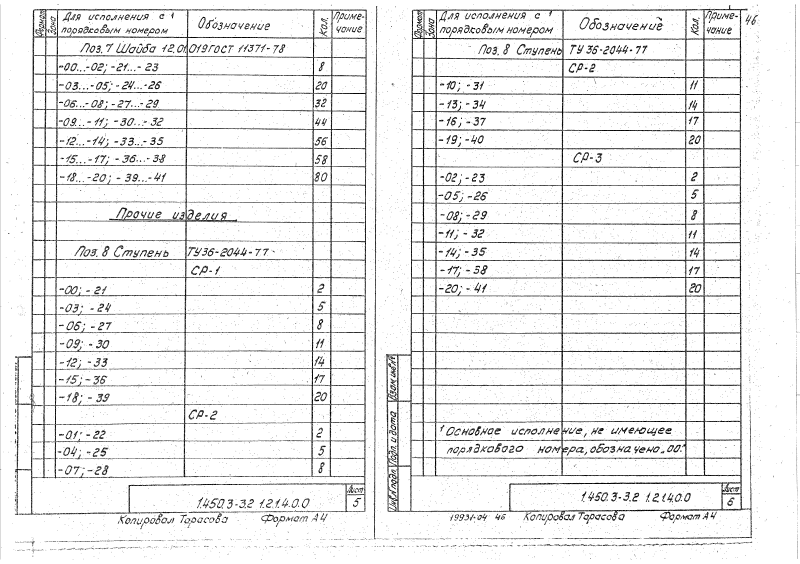 Формат
Зона
Для исполнения с 1 порядковым номером
Обозначение
Кол.
Примечание
Поз. 7 Шайба 12.01.019 ГОСТ 11371-78
-00...-02; -21...-23 8
-03...-05; -24...-26 20
-06...-08; -27...-29 32
-09...-11; -30...-32 44
-12...-14; -33...-35 56
-15...-17; -36...-38 58
-18...-20; -39...-41 80
Прочие изделия
Поз. 8 Ступень ТУ36-2044-77
СР-1
-00; -21 2
-03; -24 5
-06; -27 8
-09; -30 11
-12; -33 14
-15; -36 17
-18; -39 20
СР-2
-01; -22 2
-04; -25 5
-07; -28 8
1.450.3-3.2 1.2.1.4.0.0
Лист
5
Копировал Тарасова Формат А4
46
Формат
Зона
Для исполнения с 1 порядковым номером
Обозначение
Кол.
Примечание
Поз. 8 Ступень ТУ36-2044-77
СР-2
-10; -31 11
-13; -34 14
-16; -37 17
-19; -40 20
СР-3
-02; -23 2
-05; -26 5
-08; -29 8
-11; -32 11
-14; -35 14
-17; -38 17
-20; -41 20
1 Основное исполнение, не имеющее
порядкового номера, обозначено „00".
Взам.инв.№
Подп. и дата
Инв.№ подл.
1.450.3-3.2 1.2.1.4.0.0
Лист
6
19931-04 46 Копировал Тарасова Формат А4